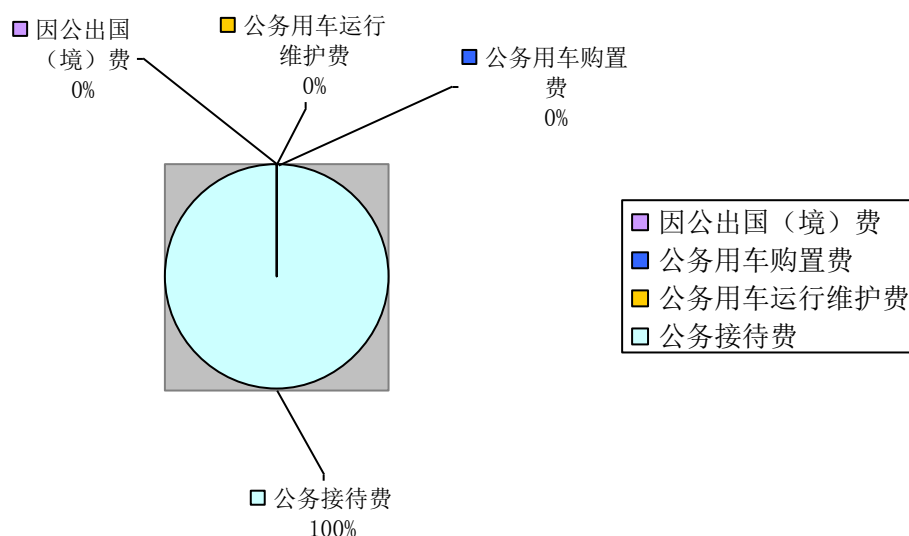 因公出国
（境）费
0%
公务用车运行
维护费
0%
公务用车购置
费
0%
因公出国（境）费
公务用车购置费
公务用车运行维护费
公务接待费
公务接待费
100%